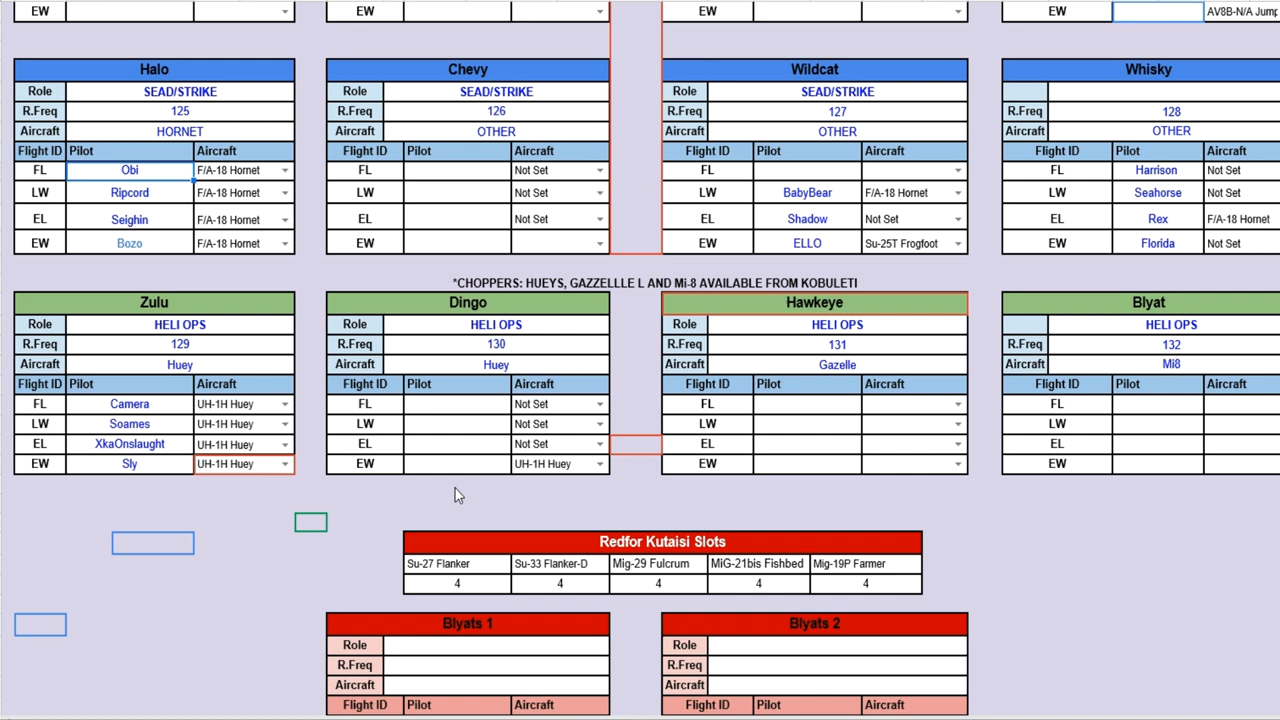 EW EW EW EW AV8B-N/A Jump
Halo Chevy Wildcat Whisky
Role SEAD/STRIKE Role SEAD/STRIKE Role SEAD/STRIKE
R.Freq 125 R.Freq 126 R.Freq 127 R.Freq 128
Aircraft HORNET Aircraft OTHER Aircraft OTHER Aircraft OTHER
Flight ID Pilot Aircraft Flight ID Pilot Aircraft Flight ID Pilot Aircraft Flight ID Pilot Aircraft
FL Obi F/A-18 Hornet FL Not Set FL FL Harrison Not Set
LW Ripcord F/A-18 Hornet LW Not Set LW BabyBear F/A-18 Hornet LW Seahorse Not Set
EL Seighin F/A-18 Hornet EL Not Set EL Shadow Not Set EL Rex F/A-18 Hornet
EW Bozo F/A-18 Hornet EW EW ELLO Su-25T Frogfoot EW Florida Not Set
*CHOPPERS: HUEYS, GAZZELLLE L AND Mi-8 AVAILABLE FROM KOBULETI
Zulu Dingo Hawkeye Blyat
Role HELI OPS Role HELI OPS Role HELI OPS HELI OPS
R.Freq 129 R.Freq 130 R.Freq 131 R.Freq 132
Aircraft Huey Aircraft Huey Aircraft Gazelle Aircraft Mi8
Flight ID Pilot Aircraft Flight ID Pilot Aircraft Flight ID Pilot Aircraft Flight ID Pilot Aircraft
FL Camera UH-1H Huey FL Not Set FL FL
LW Soames UH-1H Huey LW Not Set LW LW
EL XkaOnslaught UH-1H Huey EL Not Set EL EL
EW Sly UH-1H Huey EW UH-1H Huey EW EW
Redfor Kutaisi Slots
Su-27 Flanker Su-33 Flanker-D Mig-29 Fulcrum MiG-21bis Fishbed Mig-19P Farmer
4 4 4 4 4
Blyats 1 Blyats 2
Role Role
R.Freq R.Freq
Aircraft Aircraft
Flight ID Pilot Aircraft Flight ID Pilot Aircraft